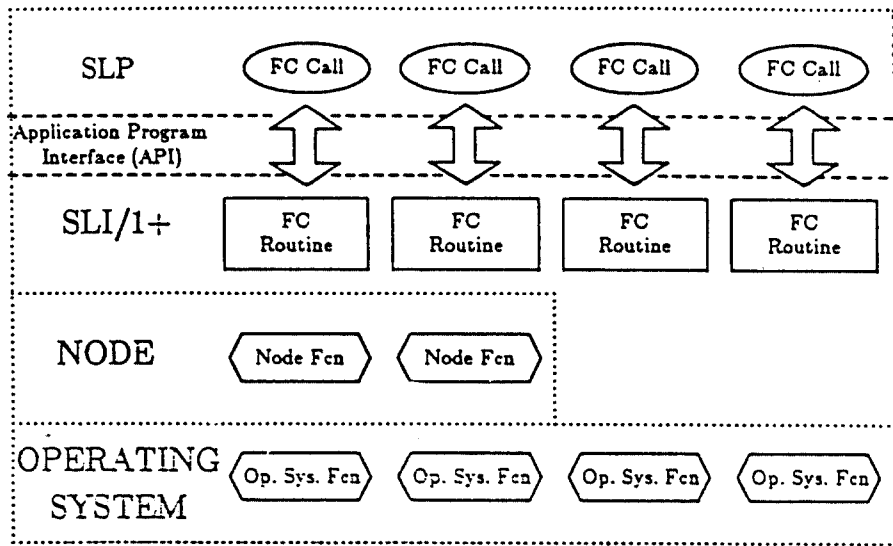 SLP
FC Call
FC Call
FC Call
FC Call
Application Program
Interface (API)
SLI/1+
FC
Routine
FC
Routine
FC
Routine
FC
Routine
NODE
Node Fcn
Node Fcn
OPERATING
SYSTEM
Op. Sys. Fcn
Op. Sys. Fcn
Op. Sys. Fcn
Op. Sys. Fcn